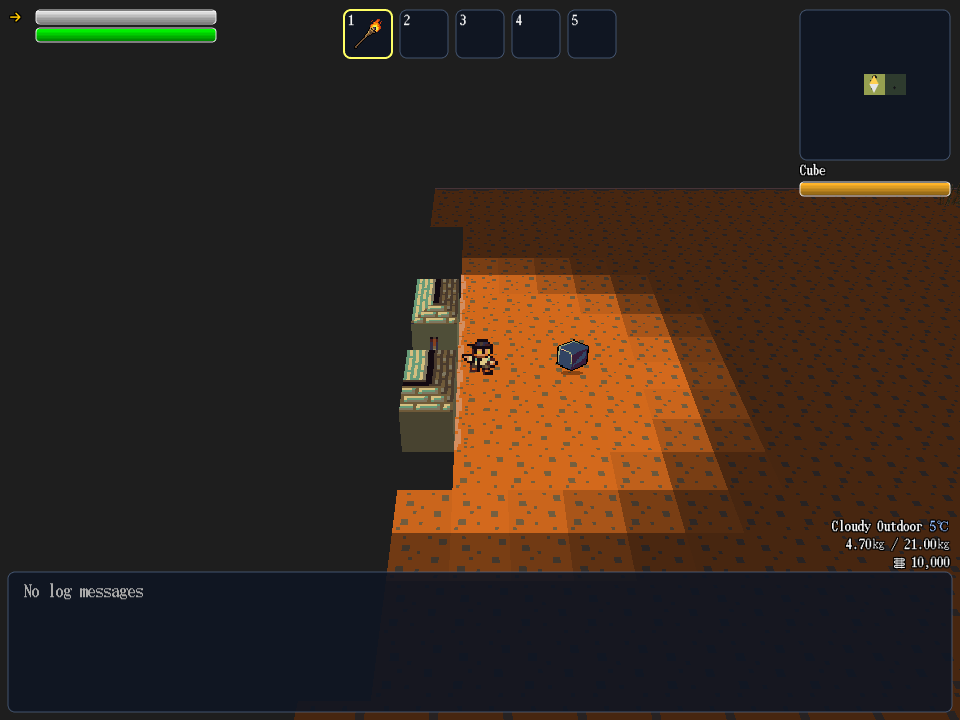 1 2 3 4 5
Cube
Cloudy Outdoor 5℃
4.70kg / 21.00kg
10,000
No log messages